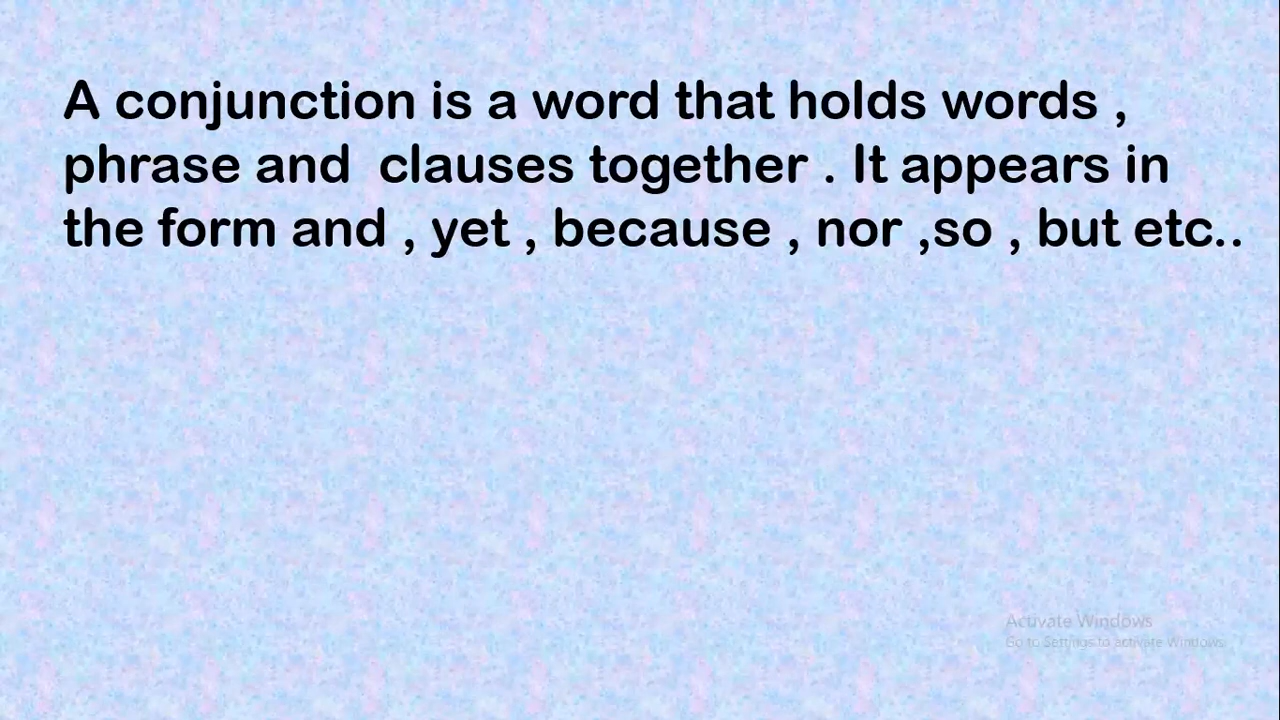 A conjunction is a word that holds words ,
phrase and  clauses together . It appears in
the form and , yet , because , nor ,so , but etc..
Activate Windows
Go to Settings to activate Windows.